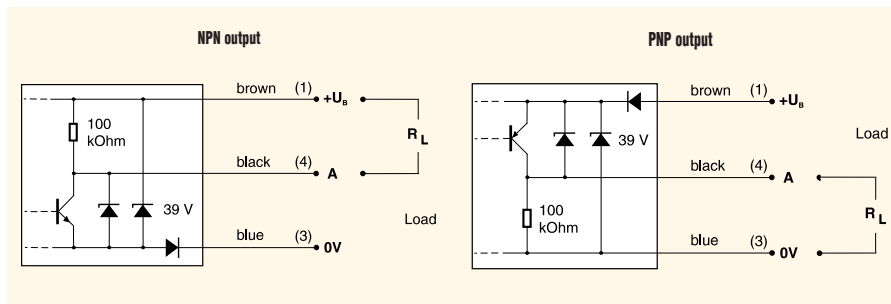 NPN output
brown (1) +UB
100
kOhm
RL
black (4) A
39 V
Load
blue (3) 0V
PNP output
brown (1) +UB
39 V
Load
black (4) A
100
kOhm
RL
blue (3) 0V